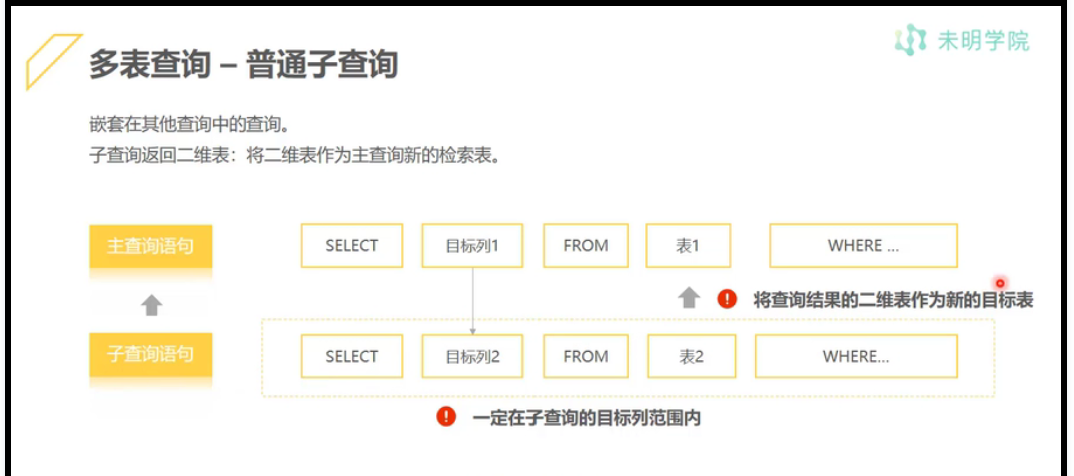 多表查询 – 普通子查询
未明学院
嵌套在其他查询中的查询。
子查询返回二维表：将二维表作为主查询新的检索表。
主查询语句 SELECT 目标列1 FROM 表1 WHERE ...
! 将查询结果的二维表作为新的目标表
子查询语句 SELECT 目标列2 FROM 表2 WHERE...
! 一定在子查询的目标列范围内